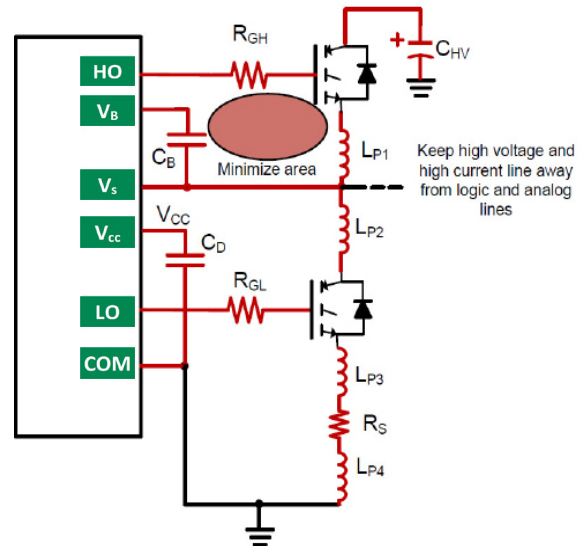 RGH
+
CHV
HO
VB
CB
Minimize area
LP1
Keep high voltage and
high current line away
from logic and analog
lines
Vs
VCC
Vcc
CD
LP2
RGL
LO
COM
LP3
RS
LP4